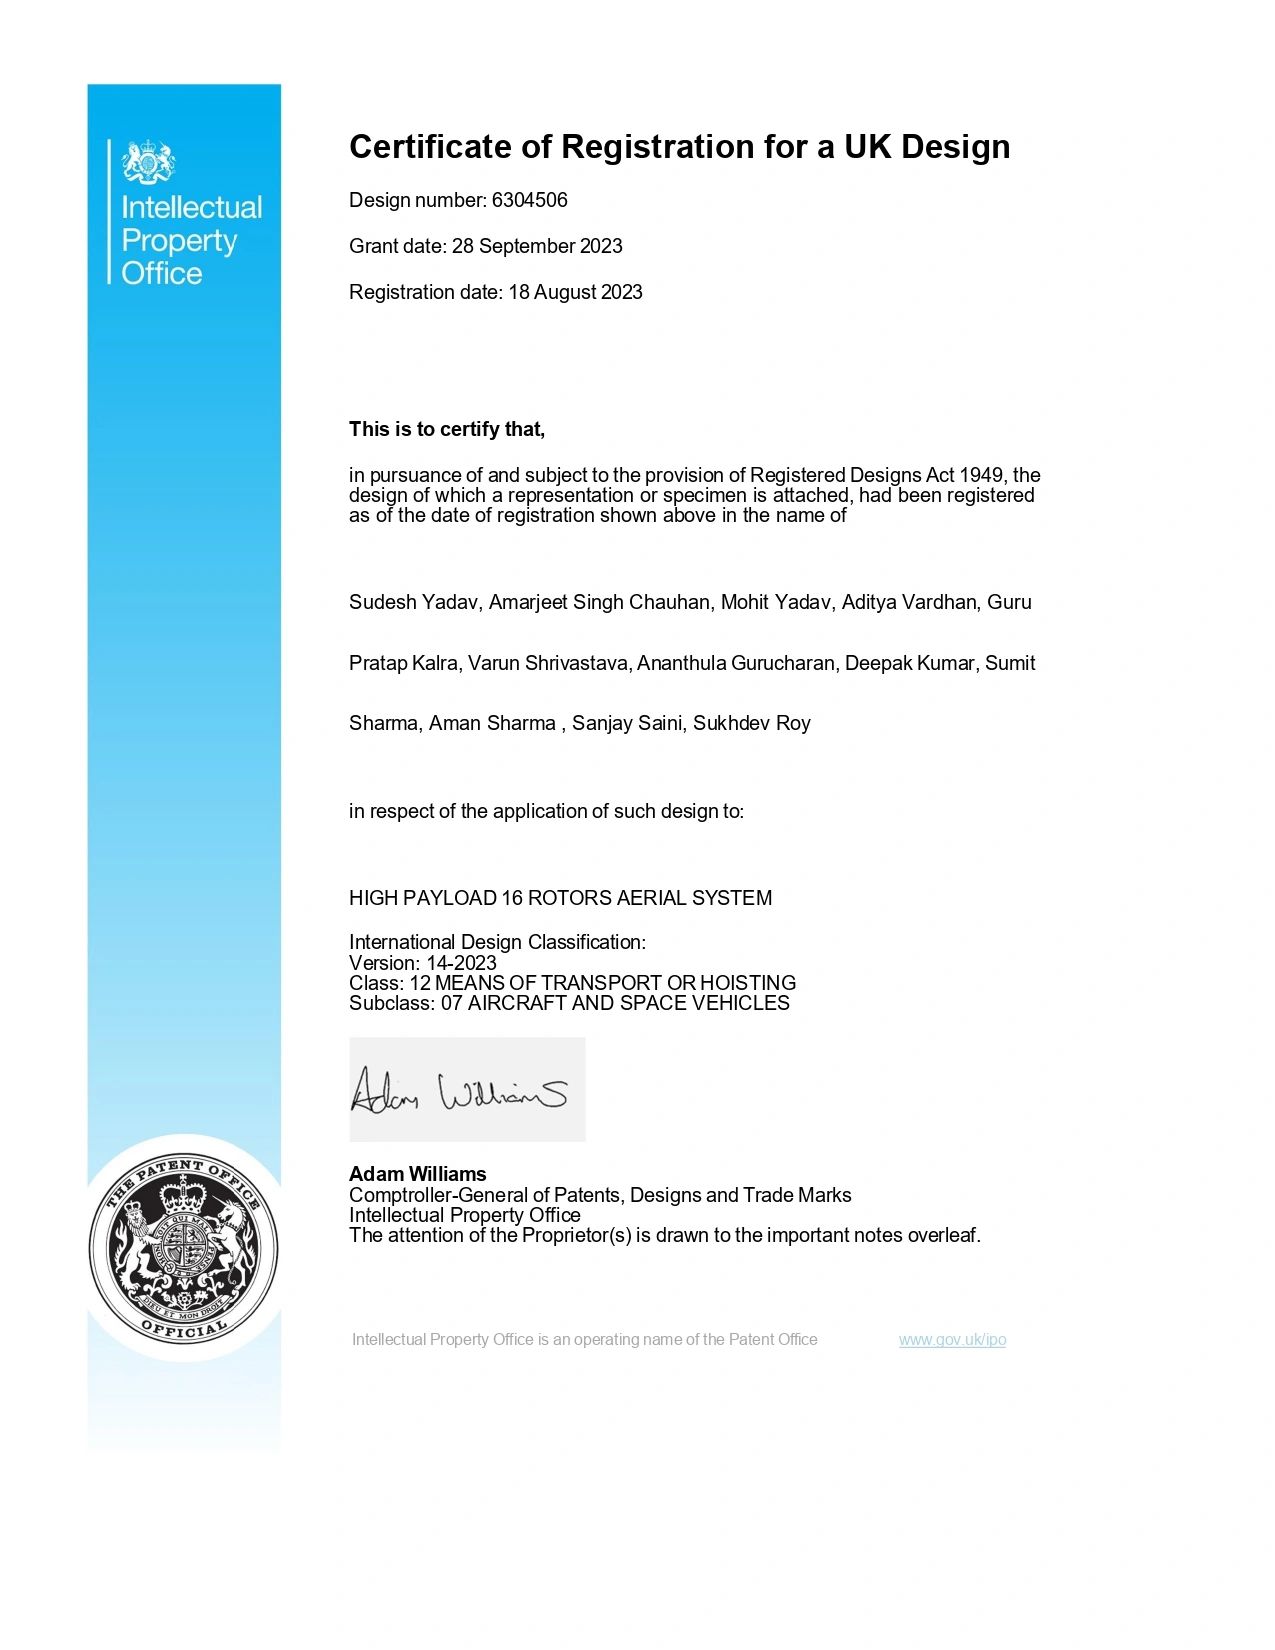 Intellectual
Property
Office
Certificate of Registration for a UK Design
Design number: 6304506
Grant date: 28 September 2023
Registration date: 18 August 2023
This is to certify that,
in pursuance of and subject to the provision of Registered Designs Act 1949, the
design of which a representation or specimen is attached, had been registered
as of the date of registration shown above in the name of
Sudesh Yadav, Amarjeet Singh Chauhan, Mohit Yadav, Aditya Vardhan, Guru
Pratap Kalra, Varun Shrivastava, Ananthula Gurucharan, Deepak Kumar, Sumit
Sharma, Aman Sharma , Sanjay Saini, Sukhdev Roy
in respect of the application of such design to:
HIGH PAYLOAD 16 ROTORS AERIAL SYSTEM
International Design Classification:
Version: 14-2023
Class: 12 MEANS OF TRANSPORT OR HOISTING
Subclass: 07 AIRCRAFT AND SPACE VEHICLES
Adam Williams
Adam Williams
Comptroller-General of Patents, Designs and Trade Marks
Intellectual Property Office
The attention of the Proprietor(s) is drawn to the important notes overleaf.
THE PATENT OFFICE
DIEU ET MON DROIT
OFFICIAL
Intellectual Property Office is an operating name of the Patent Office
www.gov.uk/ipo